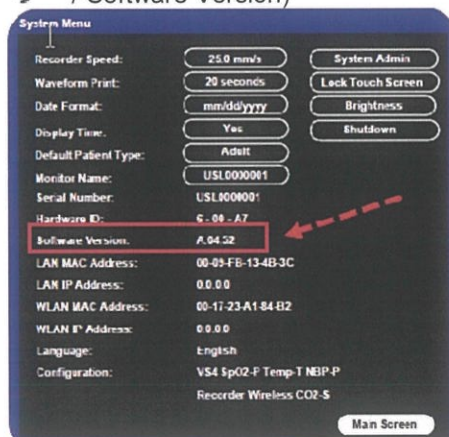 / Software Version)
System Menu
Recorder Speed: 25.0 mm/s System Admin
Waveform Print: 20 seconds Lock Touch Screen
Date Format: mm/dd/yyyy Brightness
Display Time: Yes Shutdown
Default Patient Type: Adult
Monitor Name: USL0000001
Serial Number: USL0000001
Hardware ID: 6 - 00 - A7
Software Version: A.04.52
LAN MAC Address: 00-09-FB-13-4B-3C
LAN IP Address: 0.0.0.0
WLAN MAC Address: 00-17-23-A1-84-B2
WLAN IP Address: 0.0.0.0
Language: English
Configuration: VS4 SpO2-P Temp-T NBP-P
Recorder Wireless CO2-S
Main Screen